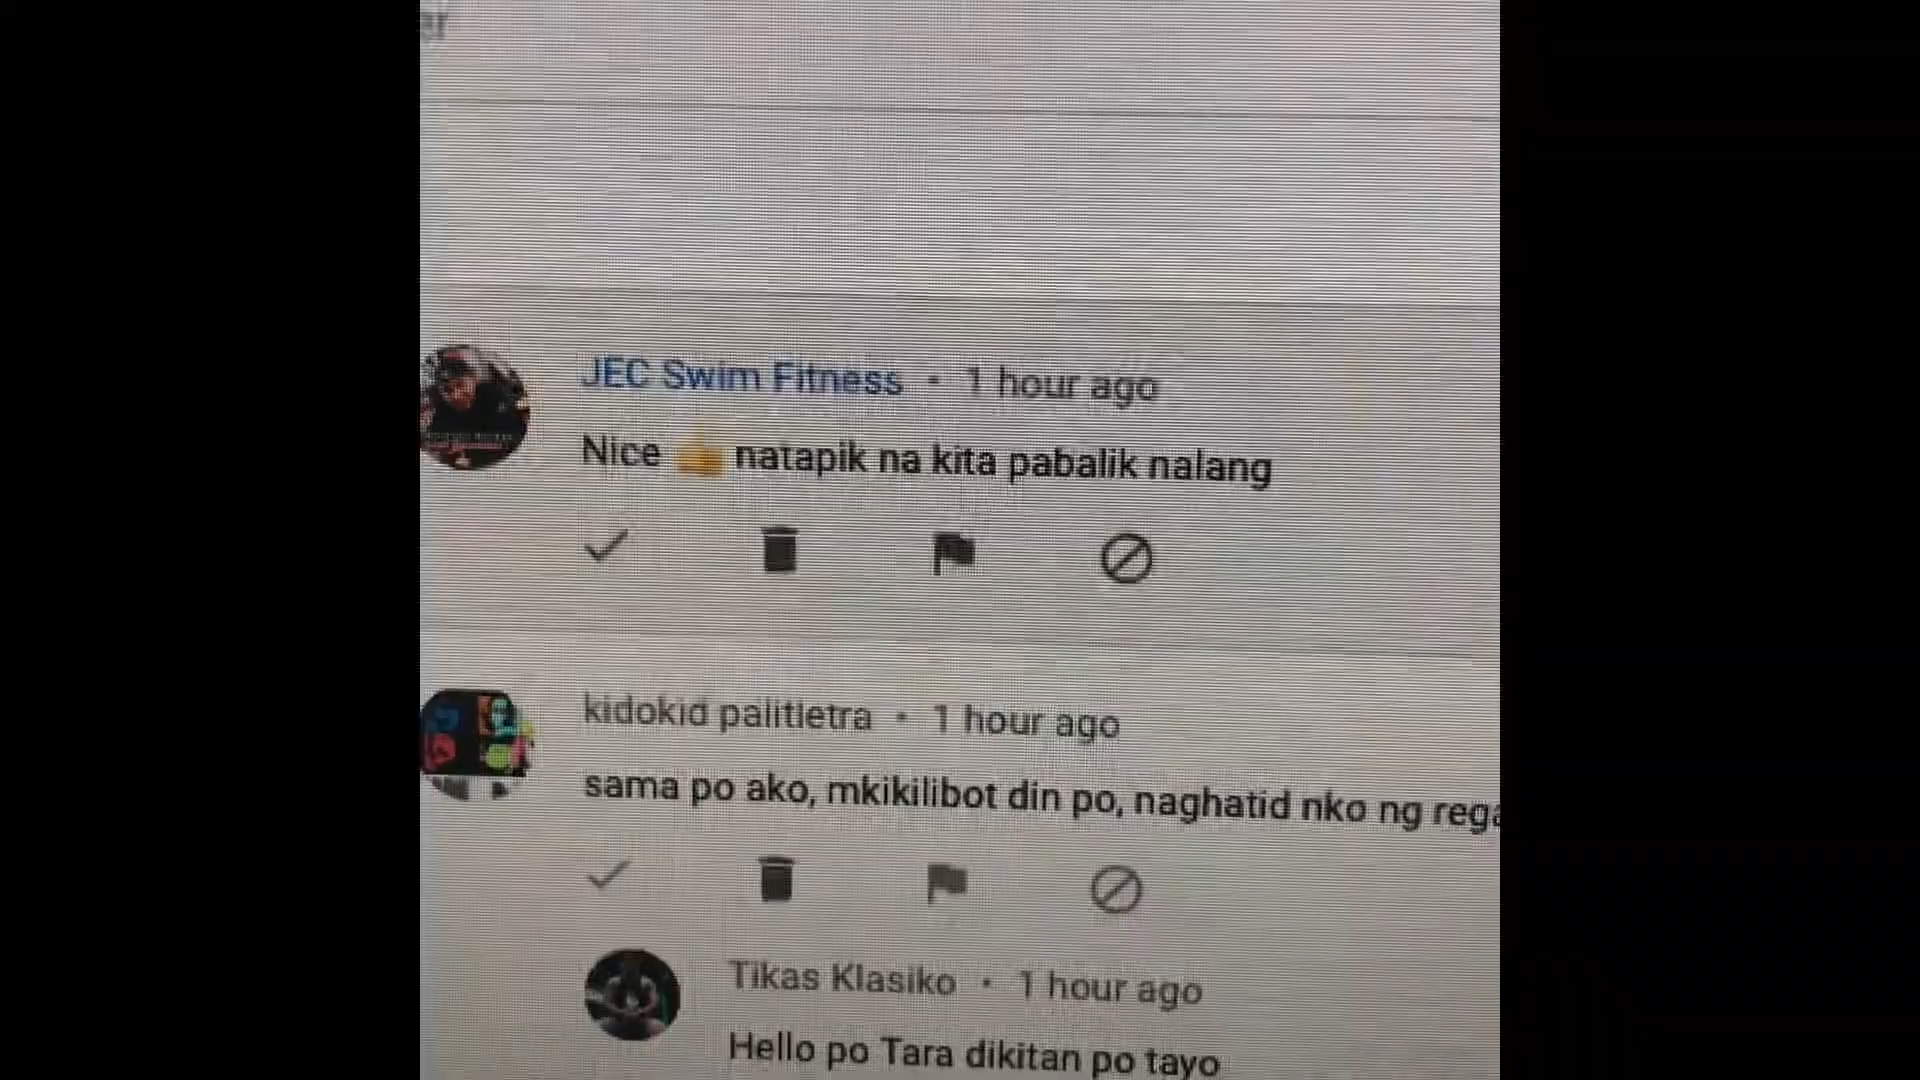 JEC Swim Fitness · 1 hour ago
Nice 👍 natapik na kita pabalik nalang
kidokid palitletra · 1 hour ago
sama po ako, mkikilibot din po, naghatid nko ng rega
Tikas Klasiko · 1 hour ago
Hello po Tara dikitan po tayo